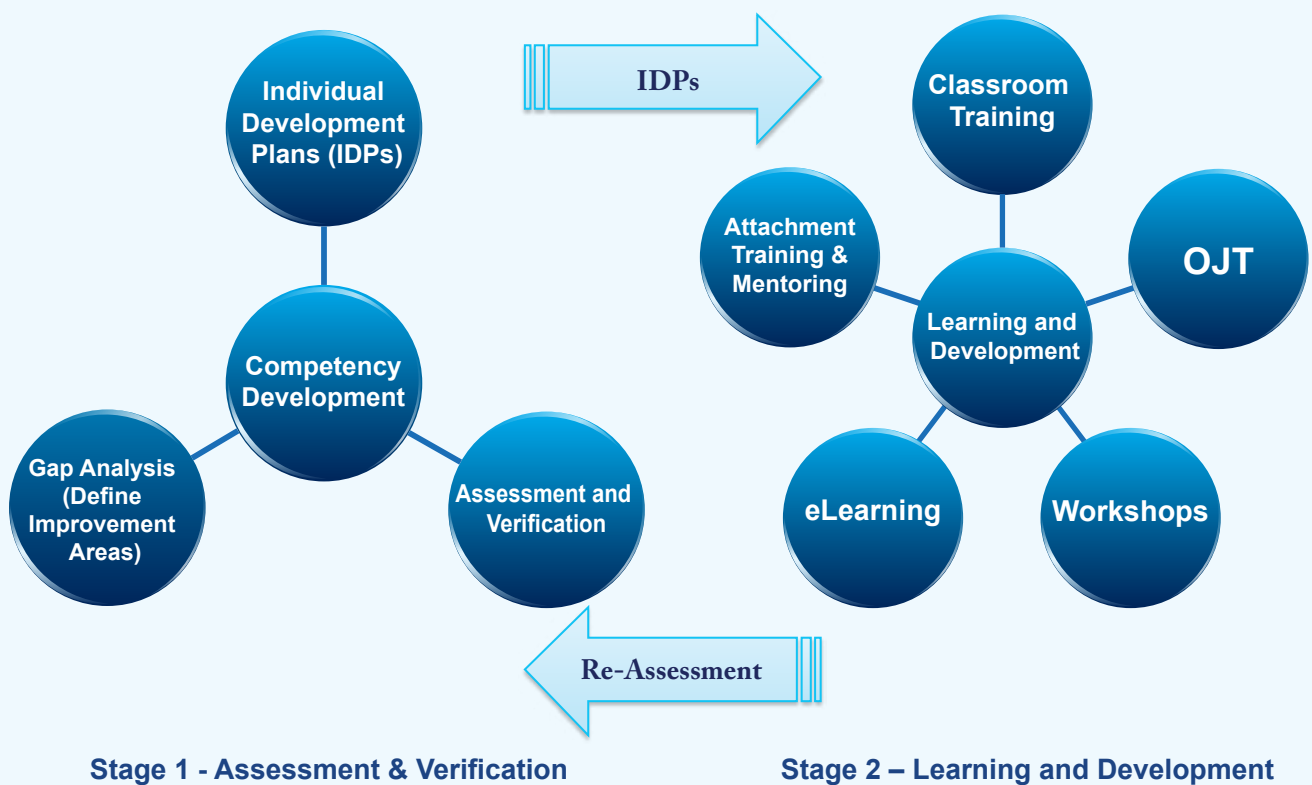 Individual
Development
Plans (IDPs)
IDPs
Classroom
Training
Attachment
Training &
Mentoring
OJT
Learning and
Development
Competency
Development
Gap Analysis
(Define
Improvement
Areas)
Assessment and
Verification
eLearning
Workshops
Re-Assessment
Stage 1 - Assessment & Verification
Stage 2 – Learning and Development